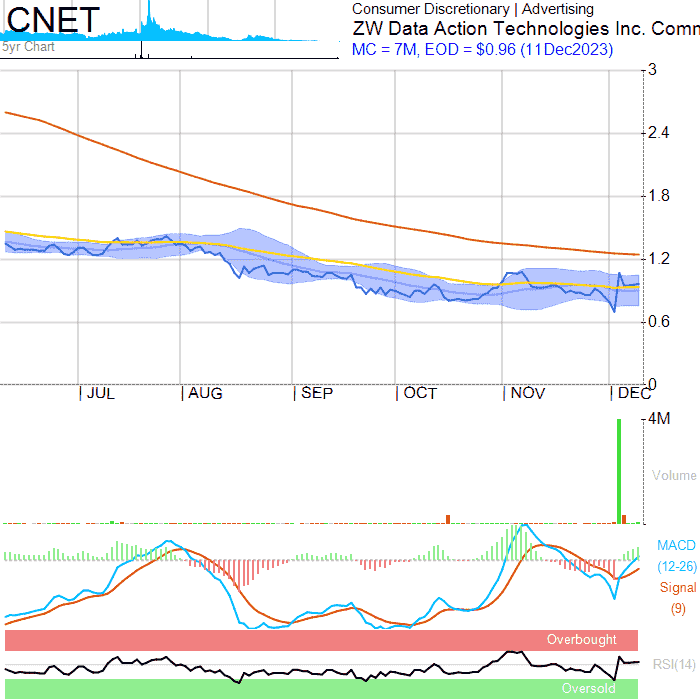 CNET
5yr Chart
Consumer Discretionary | Advertising
ZW Data Action Technologies Inc. Comm
MC = 7M, EOD = $0.96 (11Dec2023)
3
2.4
1.8
1.2
0.6
0
JUL AUG SEP OCT NOV DEC
4M
Volume
MACD
(12-26)
Signal
(9)
Overbought
RSI(14)
Oversold